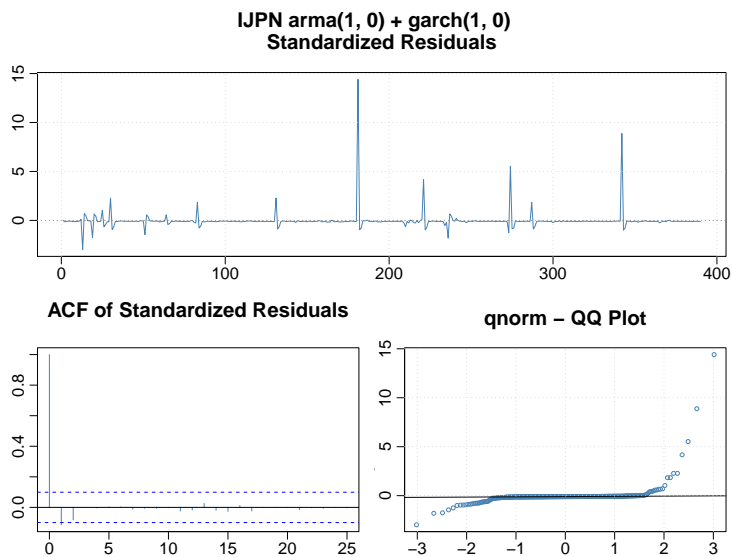 IJPN arma(1, 0) + garch(1, 0)
Standardized Residuals
15
10
5
0
0 100 200 300 400
ACF of Standardized Residuals
0.8
0.4
0.0
0 5 10 15 20 25
qnorm − QQ Plot
15
10
5
0
−3 −2 −1 0 1 2 3